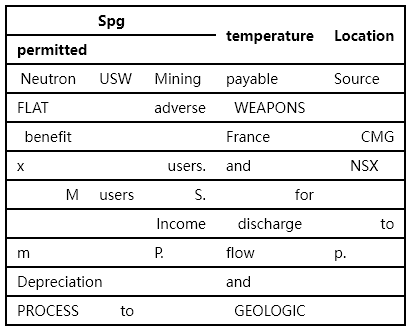 Spg temperature Location
permitted
Neutron USW Mining payable Source
FLAT adverse WEAPONS
benefit France CMG
x users. and NSX
M users S. for
Income discharge to
m P. flow p.
Depreciation and
PROCESS to GEOLOGIC